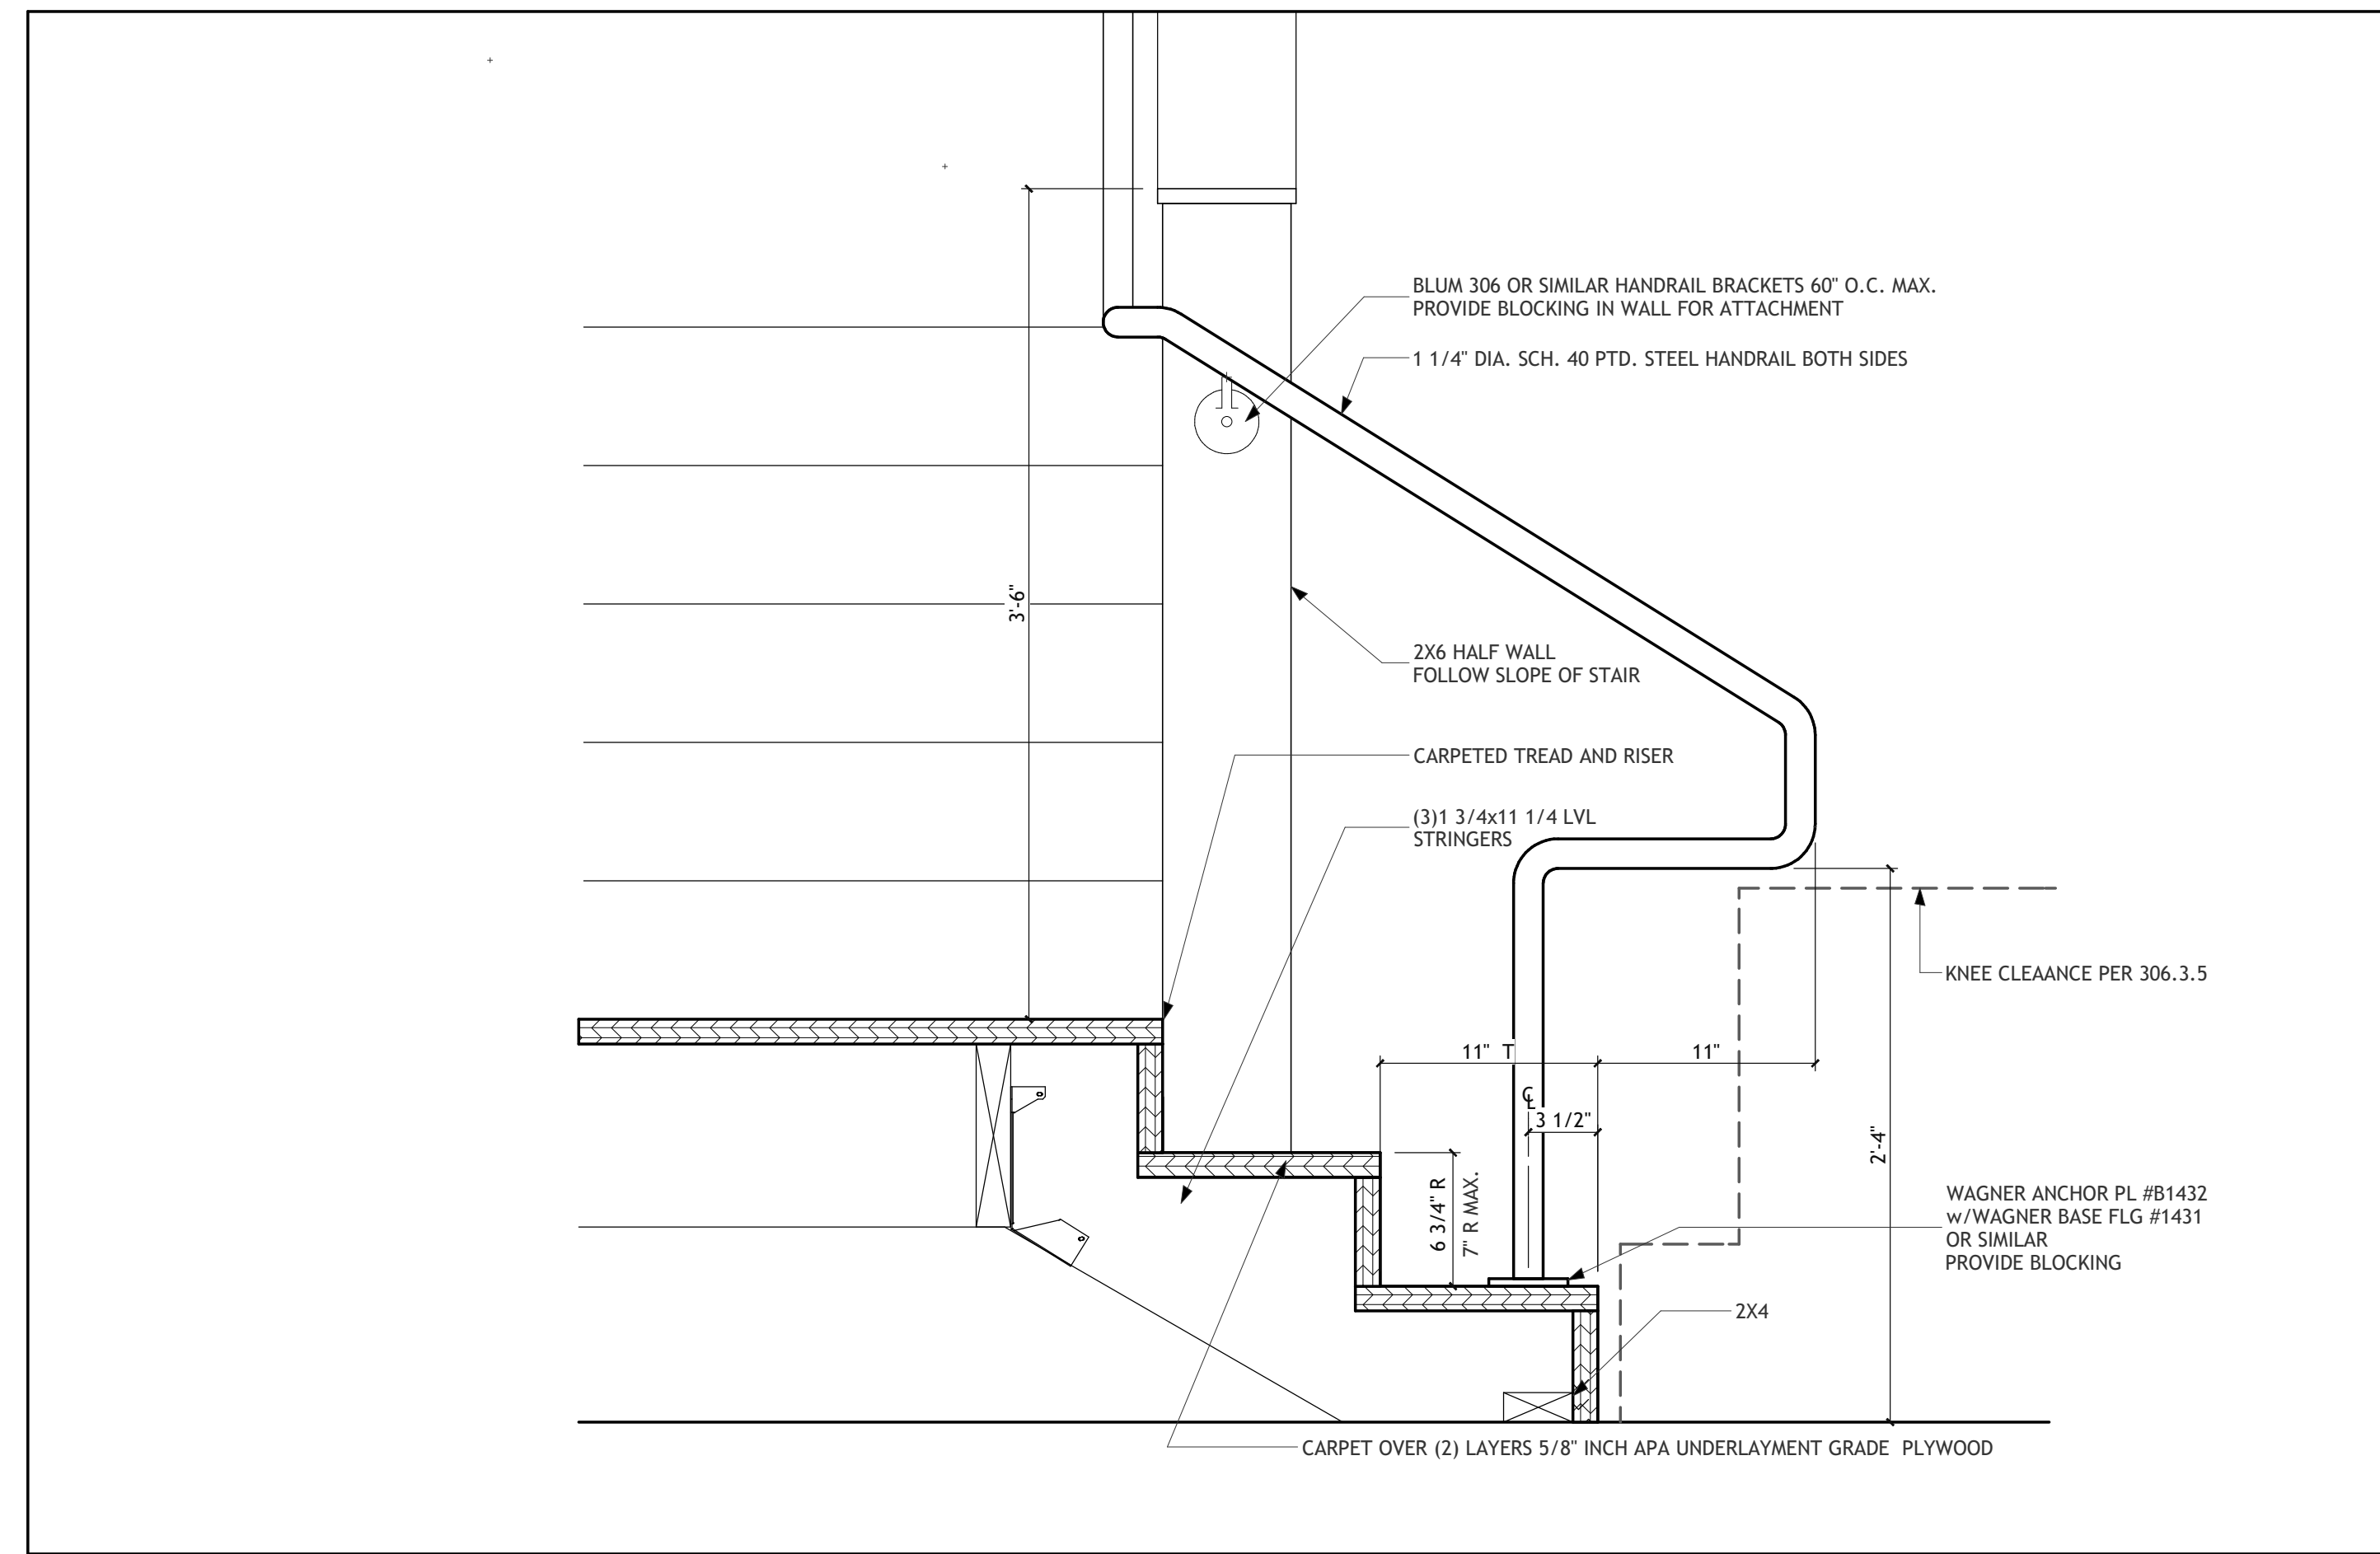 BLUM 306 OR SIMILAR HANDRAIL BRACKETS 60" O.C. MAX.
PROVIDE BLOCKING IN WALL FOR ATTACHMENT
1 1/4" DIA. SCH. 40 PTD. STEEL HANDRAIL BOTH SIDES
3'-6"
2X6 HALF WALL
FOLLOW SLOPE OF STAIR
CARPETED TREAD AND RISER
(3)1 3/4x11 1/4 LVL
STRINGERS
KNEE CLEAANCE PER 306.3.5
11" T
11"
℄
3 1/2"
2'-4"
6 3/4" R
7" R MAX.
WAGNER ANCHOR PL #B1432
w/WAGNER BASE FLG #1431
OR SIMILAR
PROVIDE BLOCKING
2X4
CARPET OVER (2) LAYERS 5/8" INCH APA UNDERLAYMENT GRADE PLYWOOD